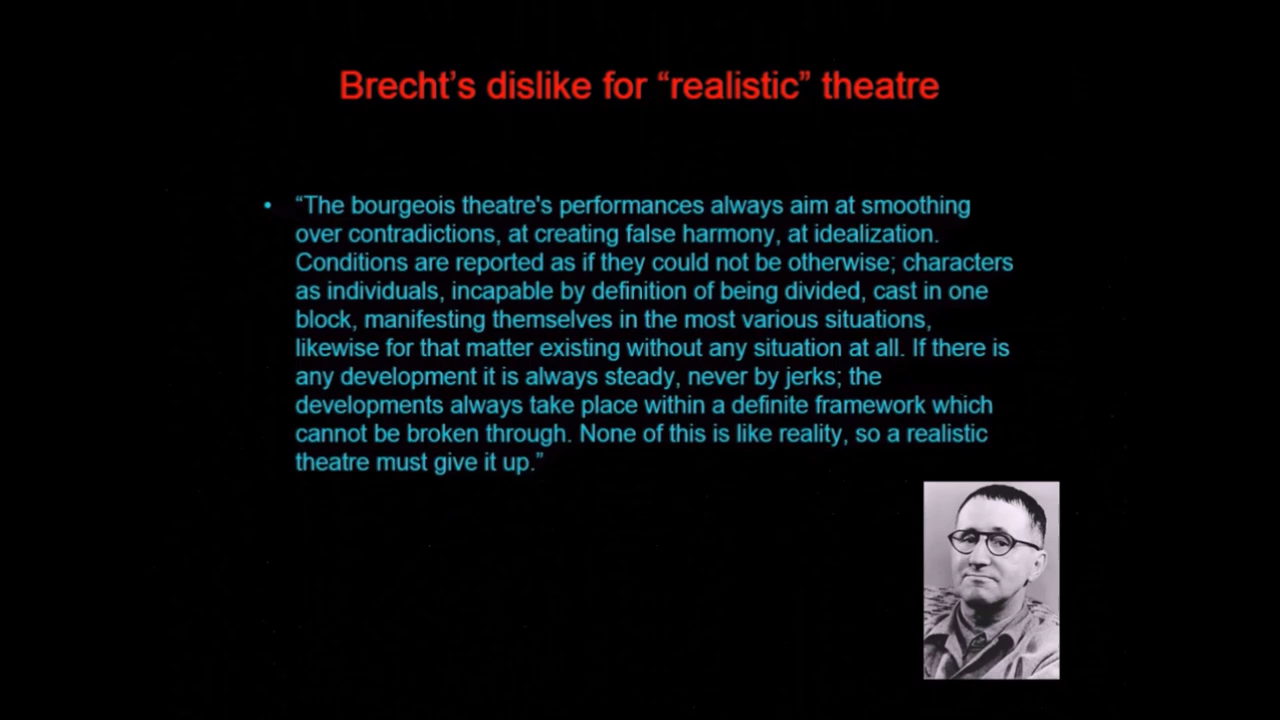 Brecht’s dislike for “realistic” theatre
• “The bourgeois theatre's performances always aim at smoothing
over contradictions, at creating false harmony, at idealization.
Conditions are reported as if they could not be otherwise; characters
as individuals, incapable by definition of being divided, cast in one
block, manifesting themselves in the most various situations,
likewise for that matter existing without any situation at all. If there is
any development it is always steady, never by jerks; the
developments always take place within a definite framework which
cannot be broken through. None of this is like reality, so a realistic
theatre must give it up.”